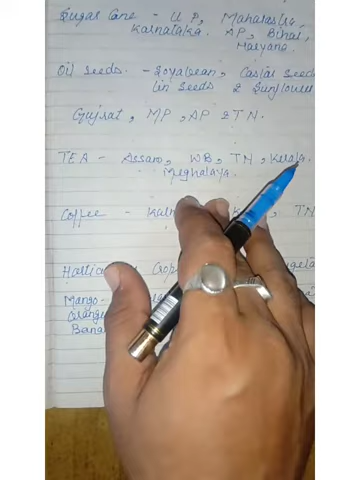 Sugar Cane - U P, Maharastra,
Karnataka. AP, Bihar,
Haryana.
Oil Seeds - Soyabean, Castor Seeds
lin Seeds & Sunflower
Gujrat, MP, AP & TN.
TEA - Assam, WB, TN, Kerala.
Meghalaya.
Coffee - TN
Mango
Orange